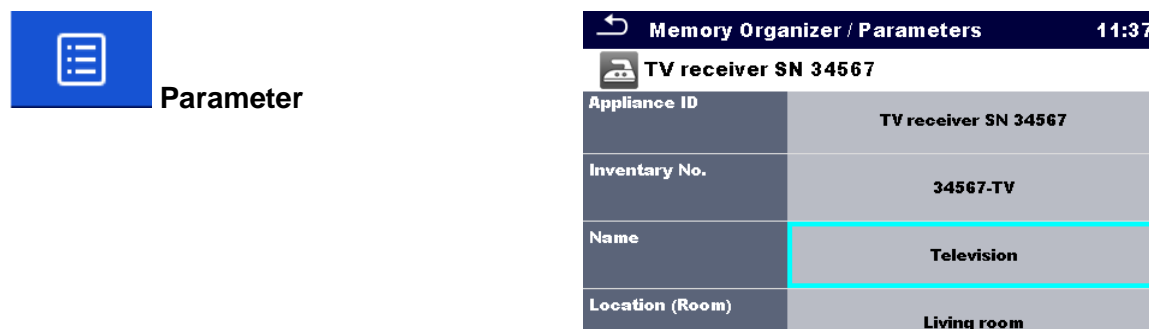 Parameter
Memory Organizer / Parameters 11:37
TV receiver SN 34567
Appliance ID
TV receiver SN 34567
Inventary No.
34567-TV
Name
Television
Location (Room)
Living room